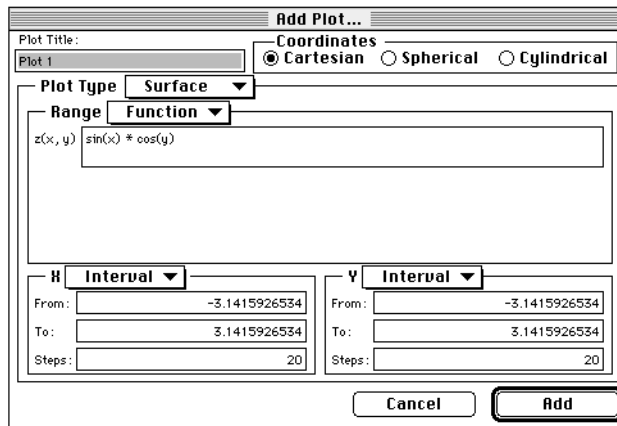 Add Plot...
Plot Title:
Plot 1
Coordinates
Cartesian Spherical Cylindrical
Plot Type Surface
Range Function
z(x, y) sin(x) * cos(y)
X Interval
From: -3.1415926534
To: 3.1415926534
Steps: 20
Y Interval
From: -3.1415926534
To: 3.1415926534
Steps: 20
Cancel Add